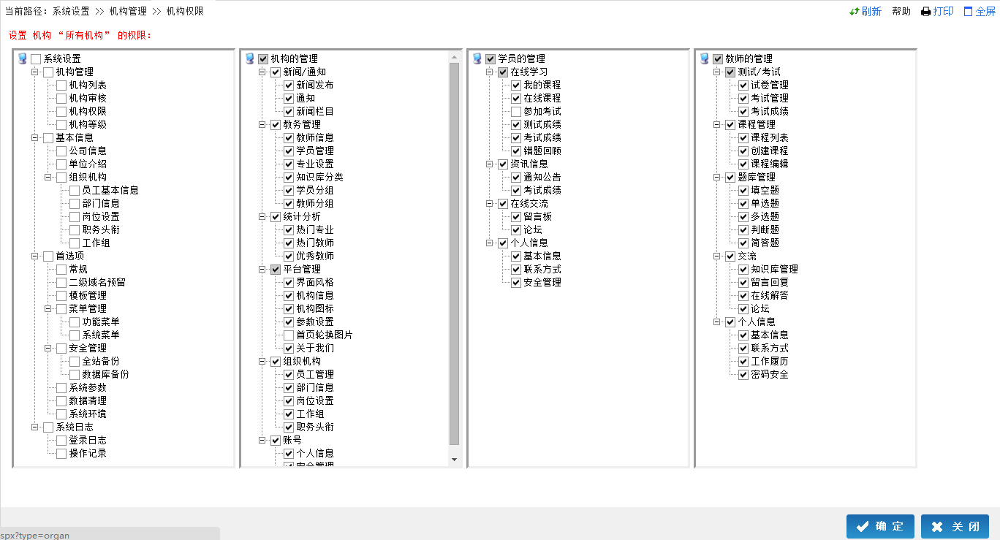 当前路径：系统设置 >> 机构管理 >> 机构权限
刷新 帮助 打印 全屏
设置 机构 “所有机构” 的权限：
系统设置
机构管理
机构列表
机构审核
机构权限
机构等级
基本信息
公司信息
单位介绍
组织机构
员工基本信息
部门信息
岗位设置
职务头衔
工作组
首选项
常规
二级域名预留
模板管理
菜单管理
功能菜单
系统菜单
安全管理
全站备份
数据库备份
系统参数
数据清理
系统环境
系统日志
登录日志
操作记录
机构的管理
新闻/通知
新闻发布
通知
新闻栏目
教务管理
教师信息
学员管理
专业设置
知识库分类
学员分组
教师分组
统计分析
热门专业
热门教师
优秀教师
平台管理
界面风格
机构信息
机构图标
参数设置
首页轮换图片
关于我们
组织机构
员工管理
部门信息
岗位设置
工作组
职务头衔
账号
个人信息
安全管理
学员的管理
在线学习
我的课程
在线课程
参加考试
测试成绩
考试成绩
错题回顾
资讯信息
通知公告
考试成绩
在线交流
留言板
论坛
个人信息
基本信息
联系方式
安全管理
教师的管理
测试/考试
试卷管理
考试管理
考试成绩
课程管理
课程列表
创建课程
课程编辑
题库管理
填空题
单选题
多选题
判断题
简答题
交流
知识库管理
留言回复
在线解答
论坛
个人信息
基本信息
联系方式
工作履历
密码安全
确 定
关 闭
spx?type=organ